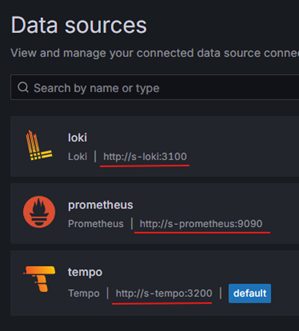 Data sources
View and manage your connected data source conne
Search by name or type
loki
Loki | http://s-loki:3100
prometheus
Prometheus | http://s-prometheus:9090
tempo
Tempo | http://s-tempo:3200 | default